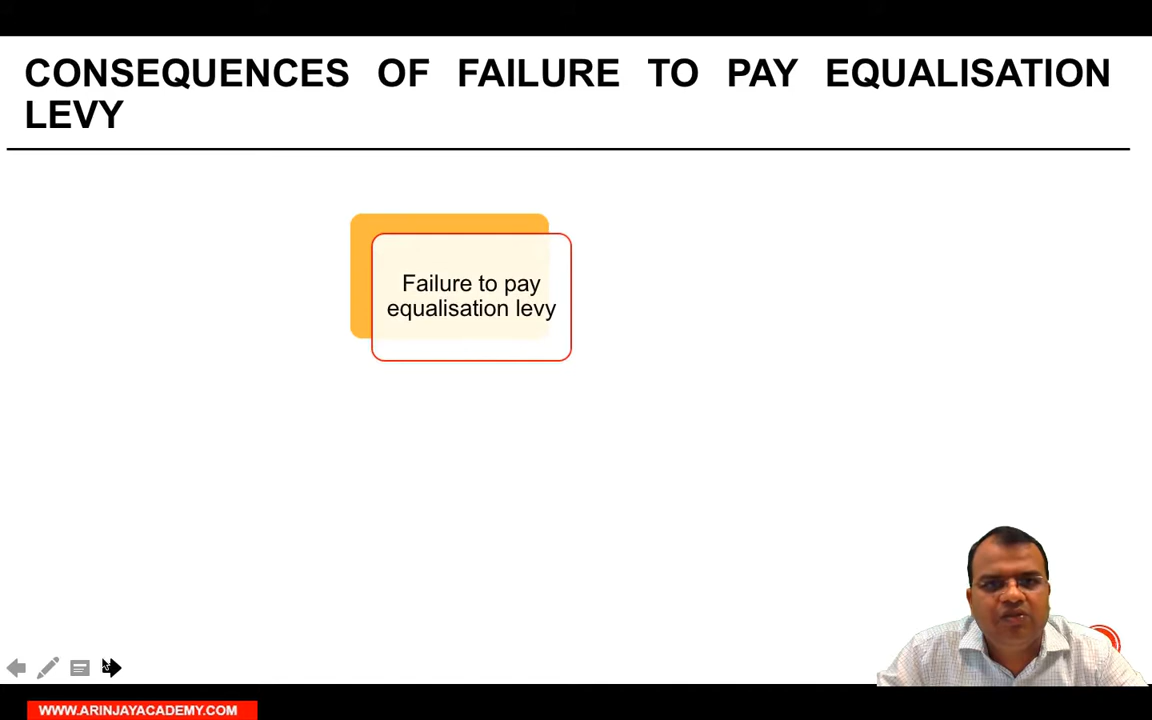 CONSEQUENCES OF FAILURE TO PAY EQUALISATION
LEVY
Failure to pay
equalisation levy
WWW.ARINJAYACADEMY.COM